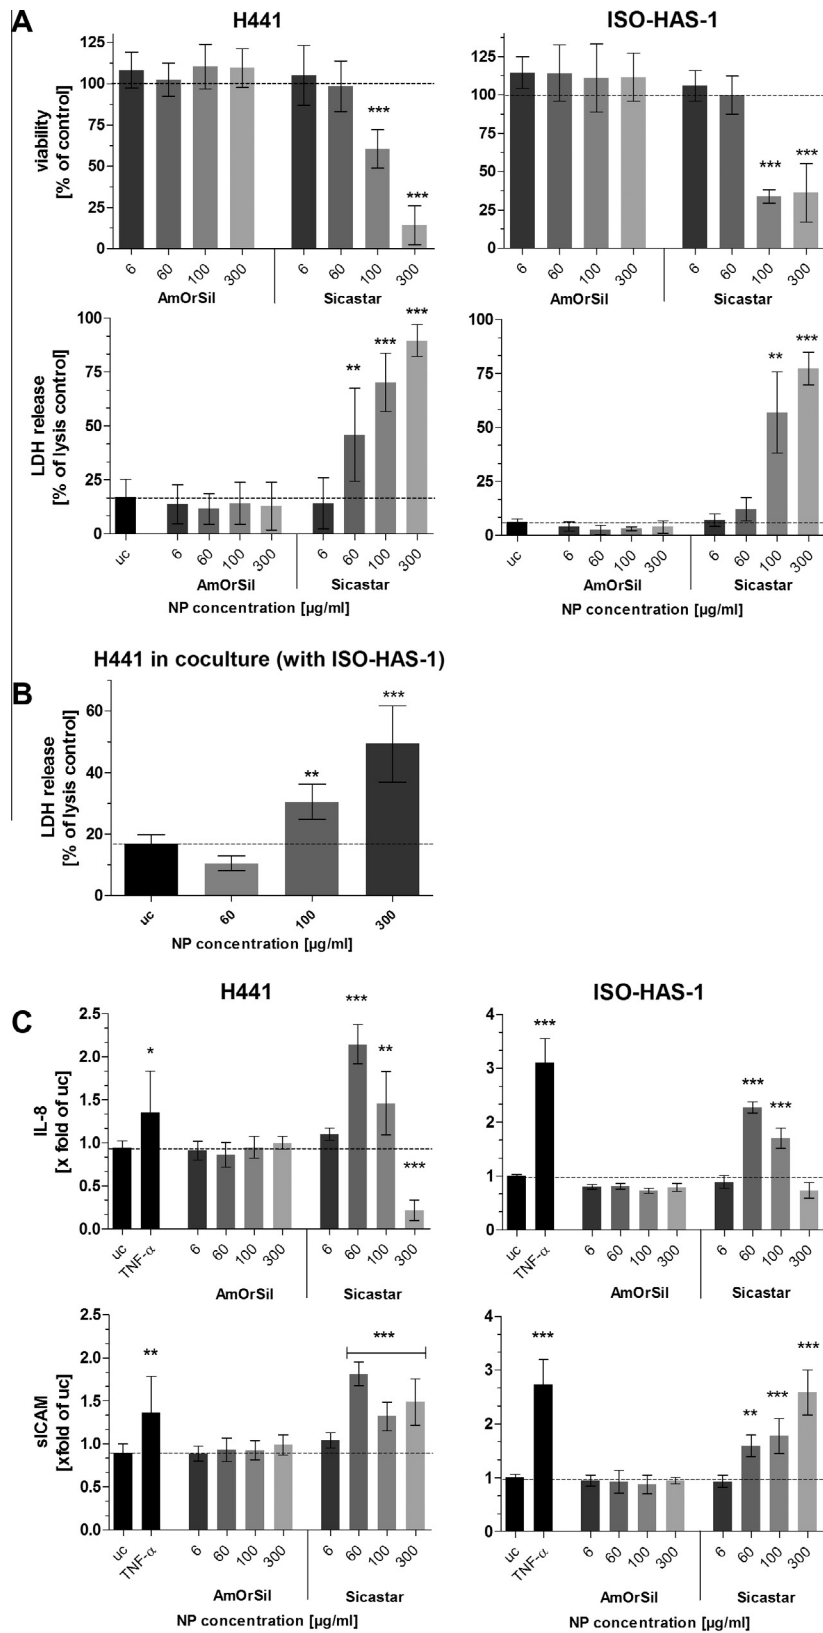 A
H441
ISO-HAS-1
viability
[% of control]
125
100
75
50
25
0
***
***
6
60
100
300
6
60
100
300
AmOrSil
Sicastar
125
100
75
50
25
0
***
***
6
60
100
300
6
60
100
300
AmOrSil
Sicastar
LDH release
[% of lysis control]
100
75
50
25
0
**
***
***
uc
6
60
100
300
6
60
100
300
AmOrSil
Sicastar
NP concentration [µg/ml]
100
75
50
25
0
**
***
uc
6
60
100
300
6
60
100
300
AmOrSil
Sicastar
NP concentration [µg/ml]
B
H441 in coculture (with ISO-HAS-1)
LDH release
[% of lysis control]
60
40
20
0
**
***
uc
60
100
300
NP concentration [µg/ml]
C
H441
ISO-HAS-1
IL-8
[x fold of uc]
2.5
2.0
1.5
1.0
0.5
0.0
*
***
**
***
uc
TNF-α
6
60
100
300
6
60
100
300
AmOrSil
Sicastar
4
3
2
1
0
***
***
***
uc
TNF-α
6
60
100
300
6
60
100
300
AmOrSil
Sicastar
sICAM
[xfold of uc]
2.5
2.0
1.5
1.0
0.5
0.0
**
***
uc
TNF-α
6
60
100
300
6
60
100
300
AmOrSil
Sicastar
NP concentration [µg/ml]
4
3
2
1
0
***
**
***
***
uc
TNF-α
6
60
100
300
6
60
100
300
AmOrSil
Sicastar
NP concentration [µg/ml]